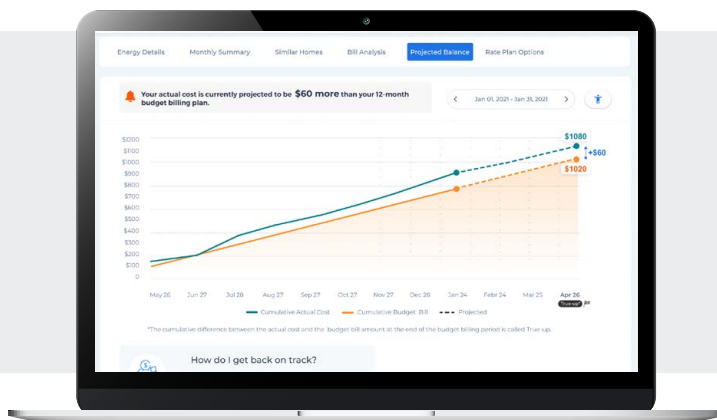 Energy Details Monthly Summary Similar Homes Bill Analysis Projected Balance Rate Plan Options
Your actual cost is currently projected to be $60 more than your 12-month
budget billing plan.
Jan 01, 2021 - Jan 31, 2021
$1200
$1100
$1000
$900
$800
$700
$600
$500
$400
$300
$200
$100
0
$1080
+$60
$1020
May 26 Jun 27 Jul 28 Aug 27 Sep 27 Oct 27 Nov 27 Dec 28 Jan 24 Febr 24 Mar 25 Apr 26
True up*
Cumulative Actual Cost Cumulative Budget Bill Projected
*The cumulative difference between the actual cost and the budget bill amount at the end of the budget billing period is called True up.
How do I get back on track?